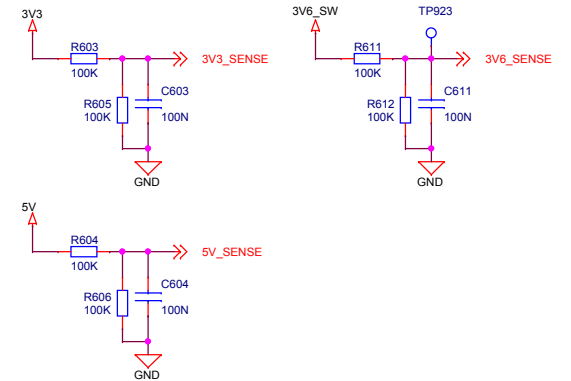 3V3
R603
100K
3V3_SENSE
R605
100K
C603
100N
GND
3V6_SW
TP923
R611
100K
3V6_SENSE
R612
100K
C611
100N
GND
5V
R604
100K
5V_SENSE
R606
100K
C604
100N
GND